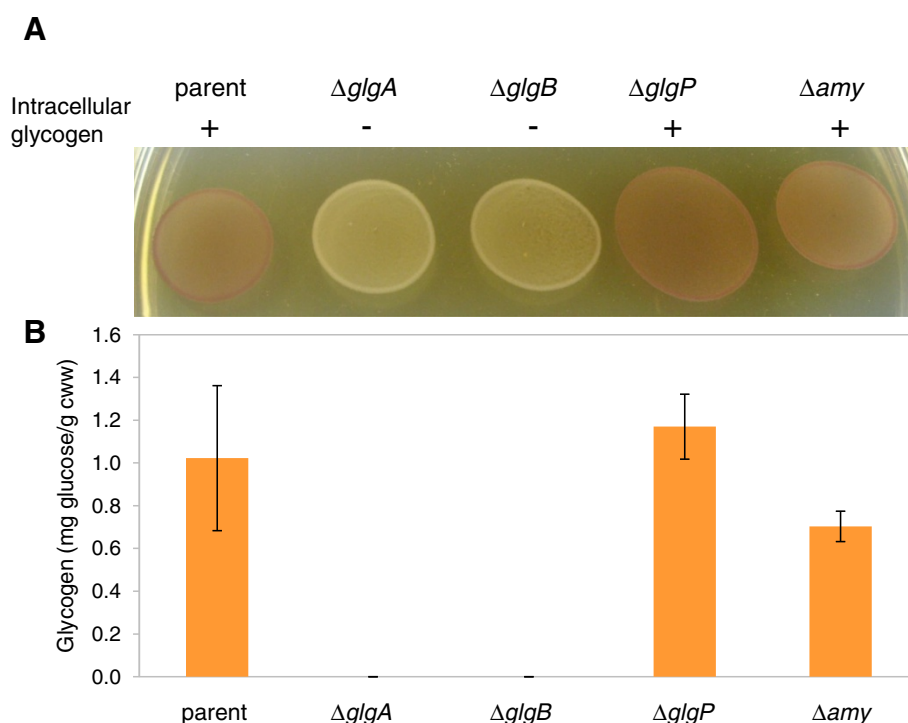 A
parent ΔglgA ΔglgB ΔglgP Δamy
Intracellular
glycogen + - - + +
B
Glycogen (mg glucose/g cww)
1.6
1.4
1.2
1.0
0.8
0.6
0.4
0.2
0.0
parent ΔglgA ΔglgB ΔglgP Δamy